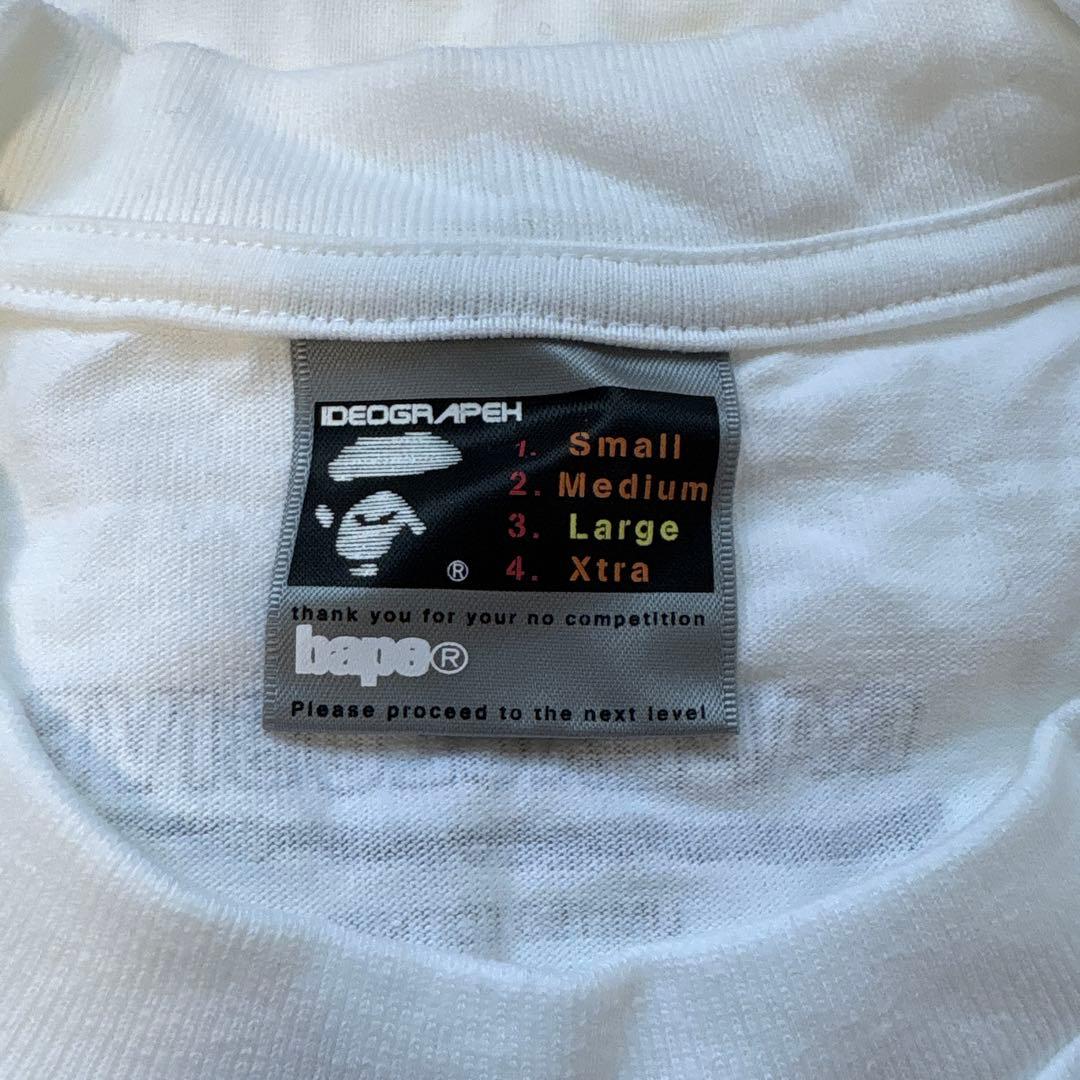 IDEOGRAPEH
1. Small
2. Medium
3. Large
4. Xtra
®
thank you for your no competition
bape®
Please proceed to the next level